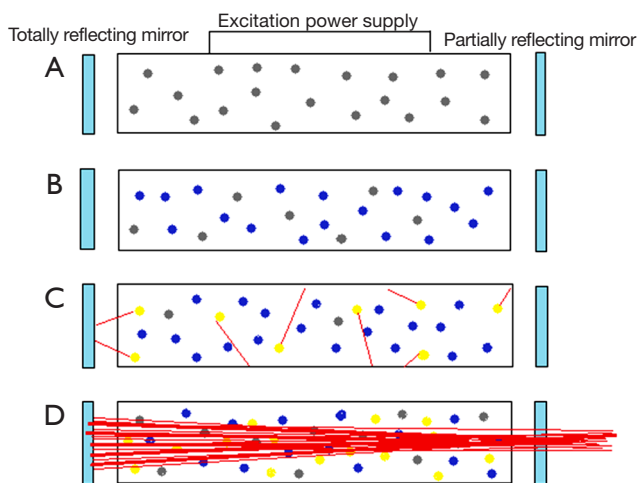 Excitation power supply
Totally reflecting mirror
Partially reflecting mirror
A
B
C
D